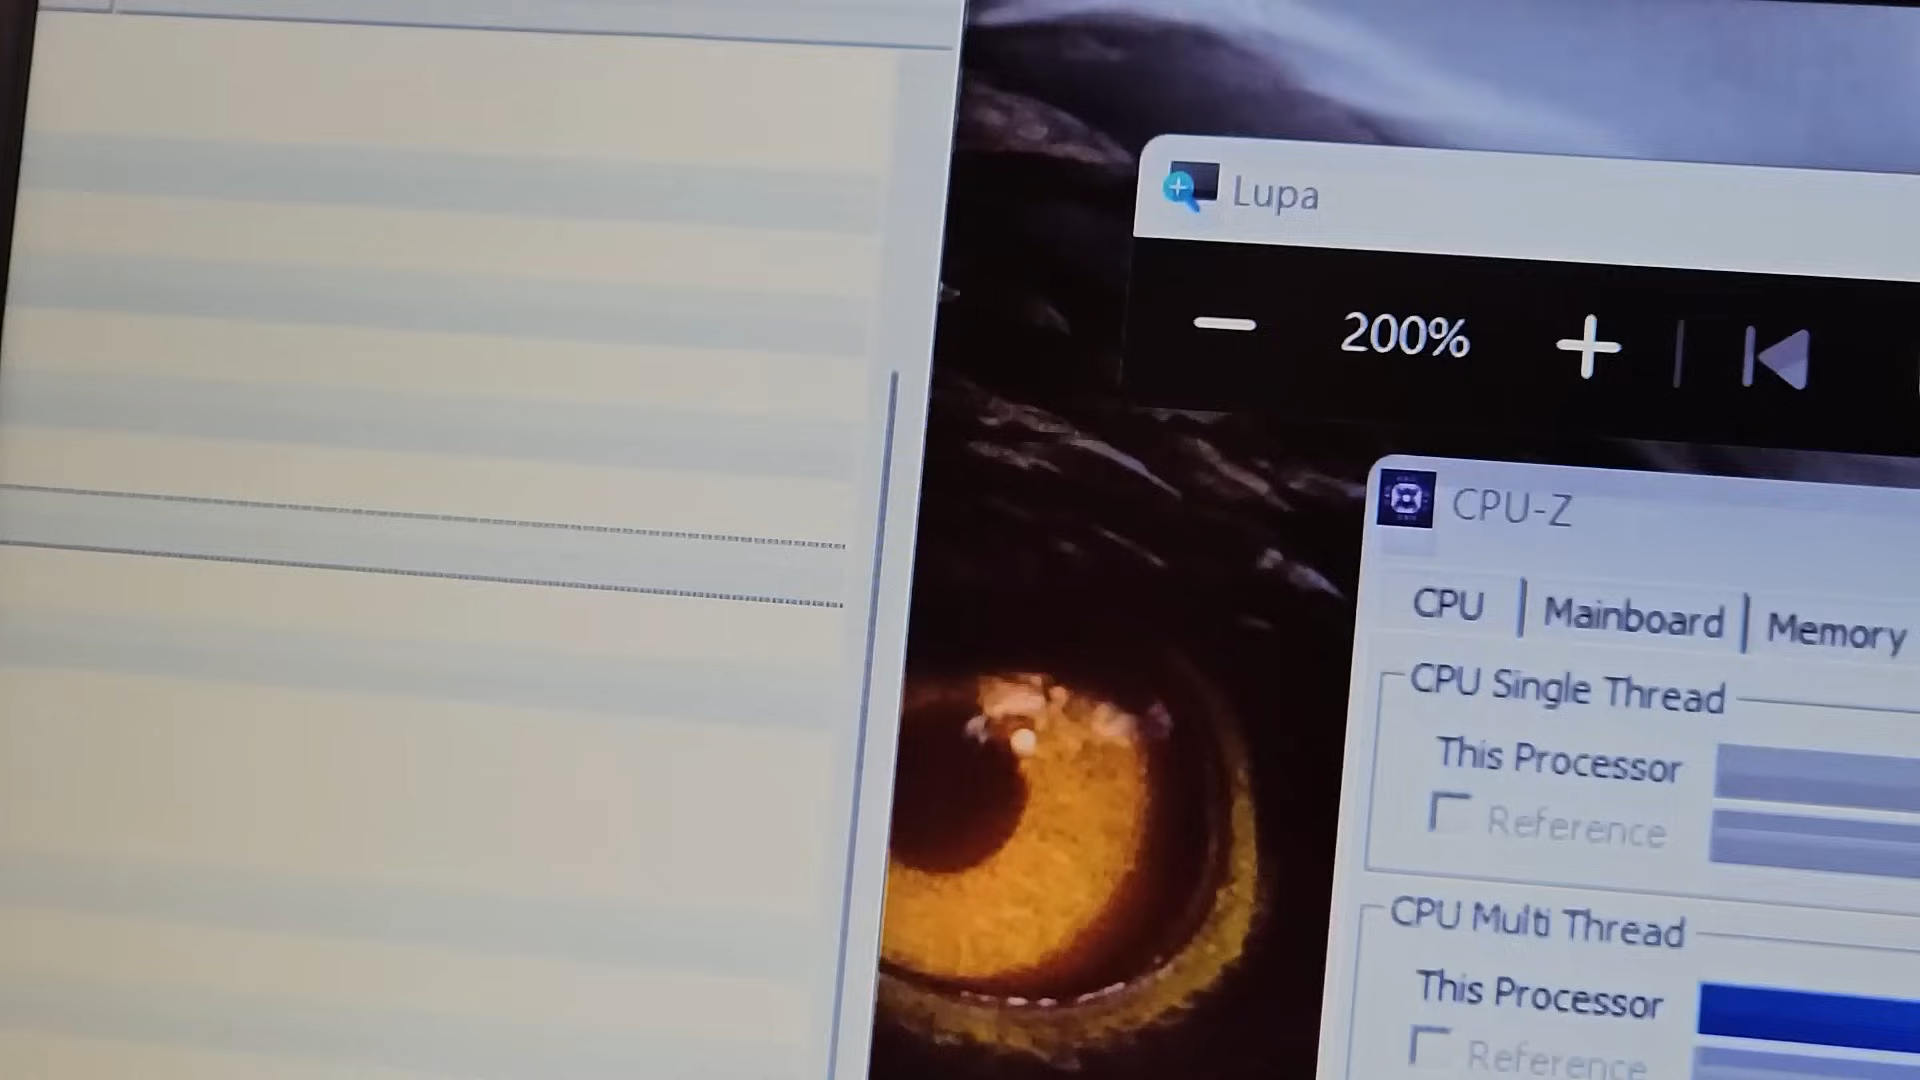 Lupa
200%
CPU-Z
CPU | Mainboard | Memory
CPU Single Thread
This Processor
Reference
CPU Multi Thread
This Processor
Reference